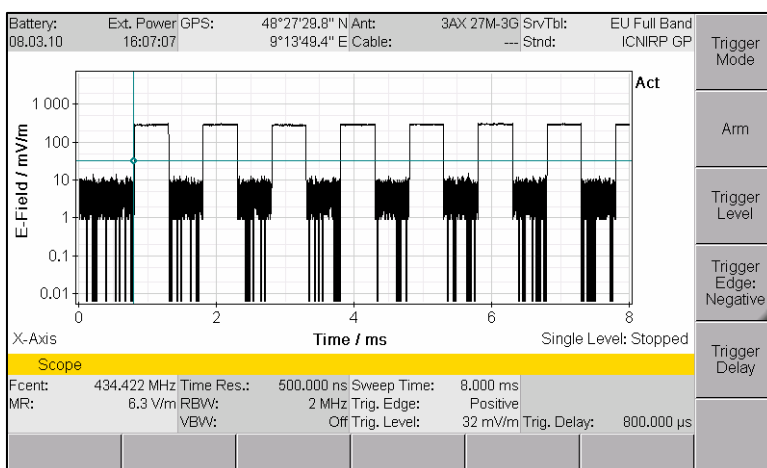 Battery: Ext. Power GPS: 48°27'29.8" N Ant: 3AX 27M-3G SrvTbl: EU Full Band
08.03.10 16:07:07 9°13'49.4" E Cable: --- Stnd: ICNIRP GP
Trigger
Mode
Arm
Trigger
Level
Trigger
Edge:
Negative
Trigger
Delay
Act
E-Field / mV/m
1 000
100
10
1
0.1
0.01
0 2 4 6 8
X-Axis Time / ms Single Level: Stopped
Scope
Fcent: 434.422 MHz Time Res.: 500.000 ns Sweep Time: 8.000 ms
MR: 6.3 V/m RBW: 2 MHz Trig. Edge: Positive
VBW: Off Trig. Level: 32 mV/m Trig. Delay: 800.000 µs